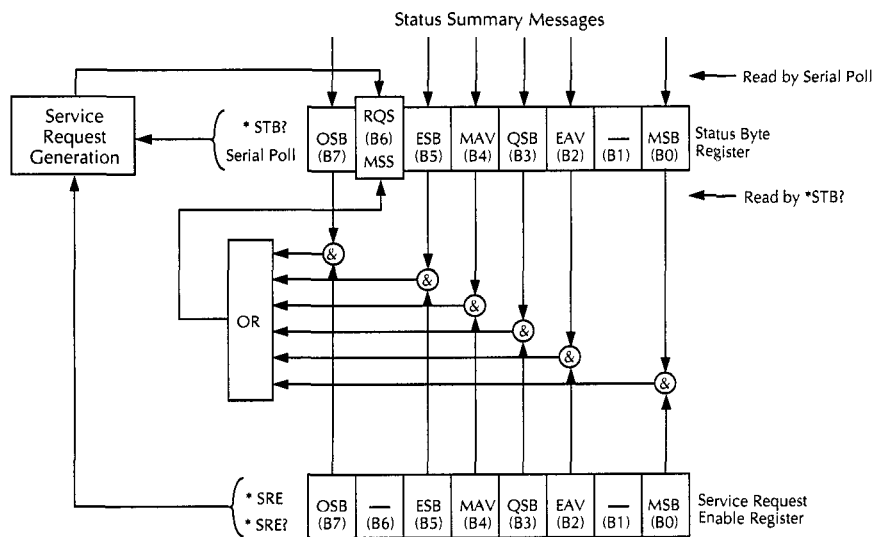 Status Summary Messages
Read by Serial Poll
Service
Request
Generation
* STB?
Serial Poll
OSB
(B7)
RQS
(B6)
MSS
ESB
(B5)
MAV
(B4)
QSB
(B3)
EAV
(B2)
—
(B1)
MSB
(B0)
Status Byte
Register
Read by *STB?
&
&
&
&
&
&
OR
* SRE
* SRE?
OSB
(B7)
—
(B6)
ESB
(B5)
MAV
(B4)
QSB
(B3)
EAV
(B2)
—
(B1)
MSB
(B0)
Service Request
Enable Register